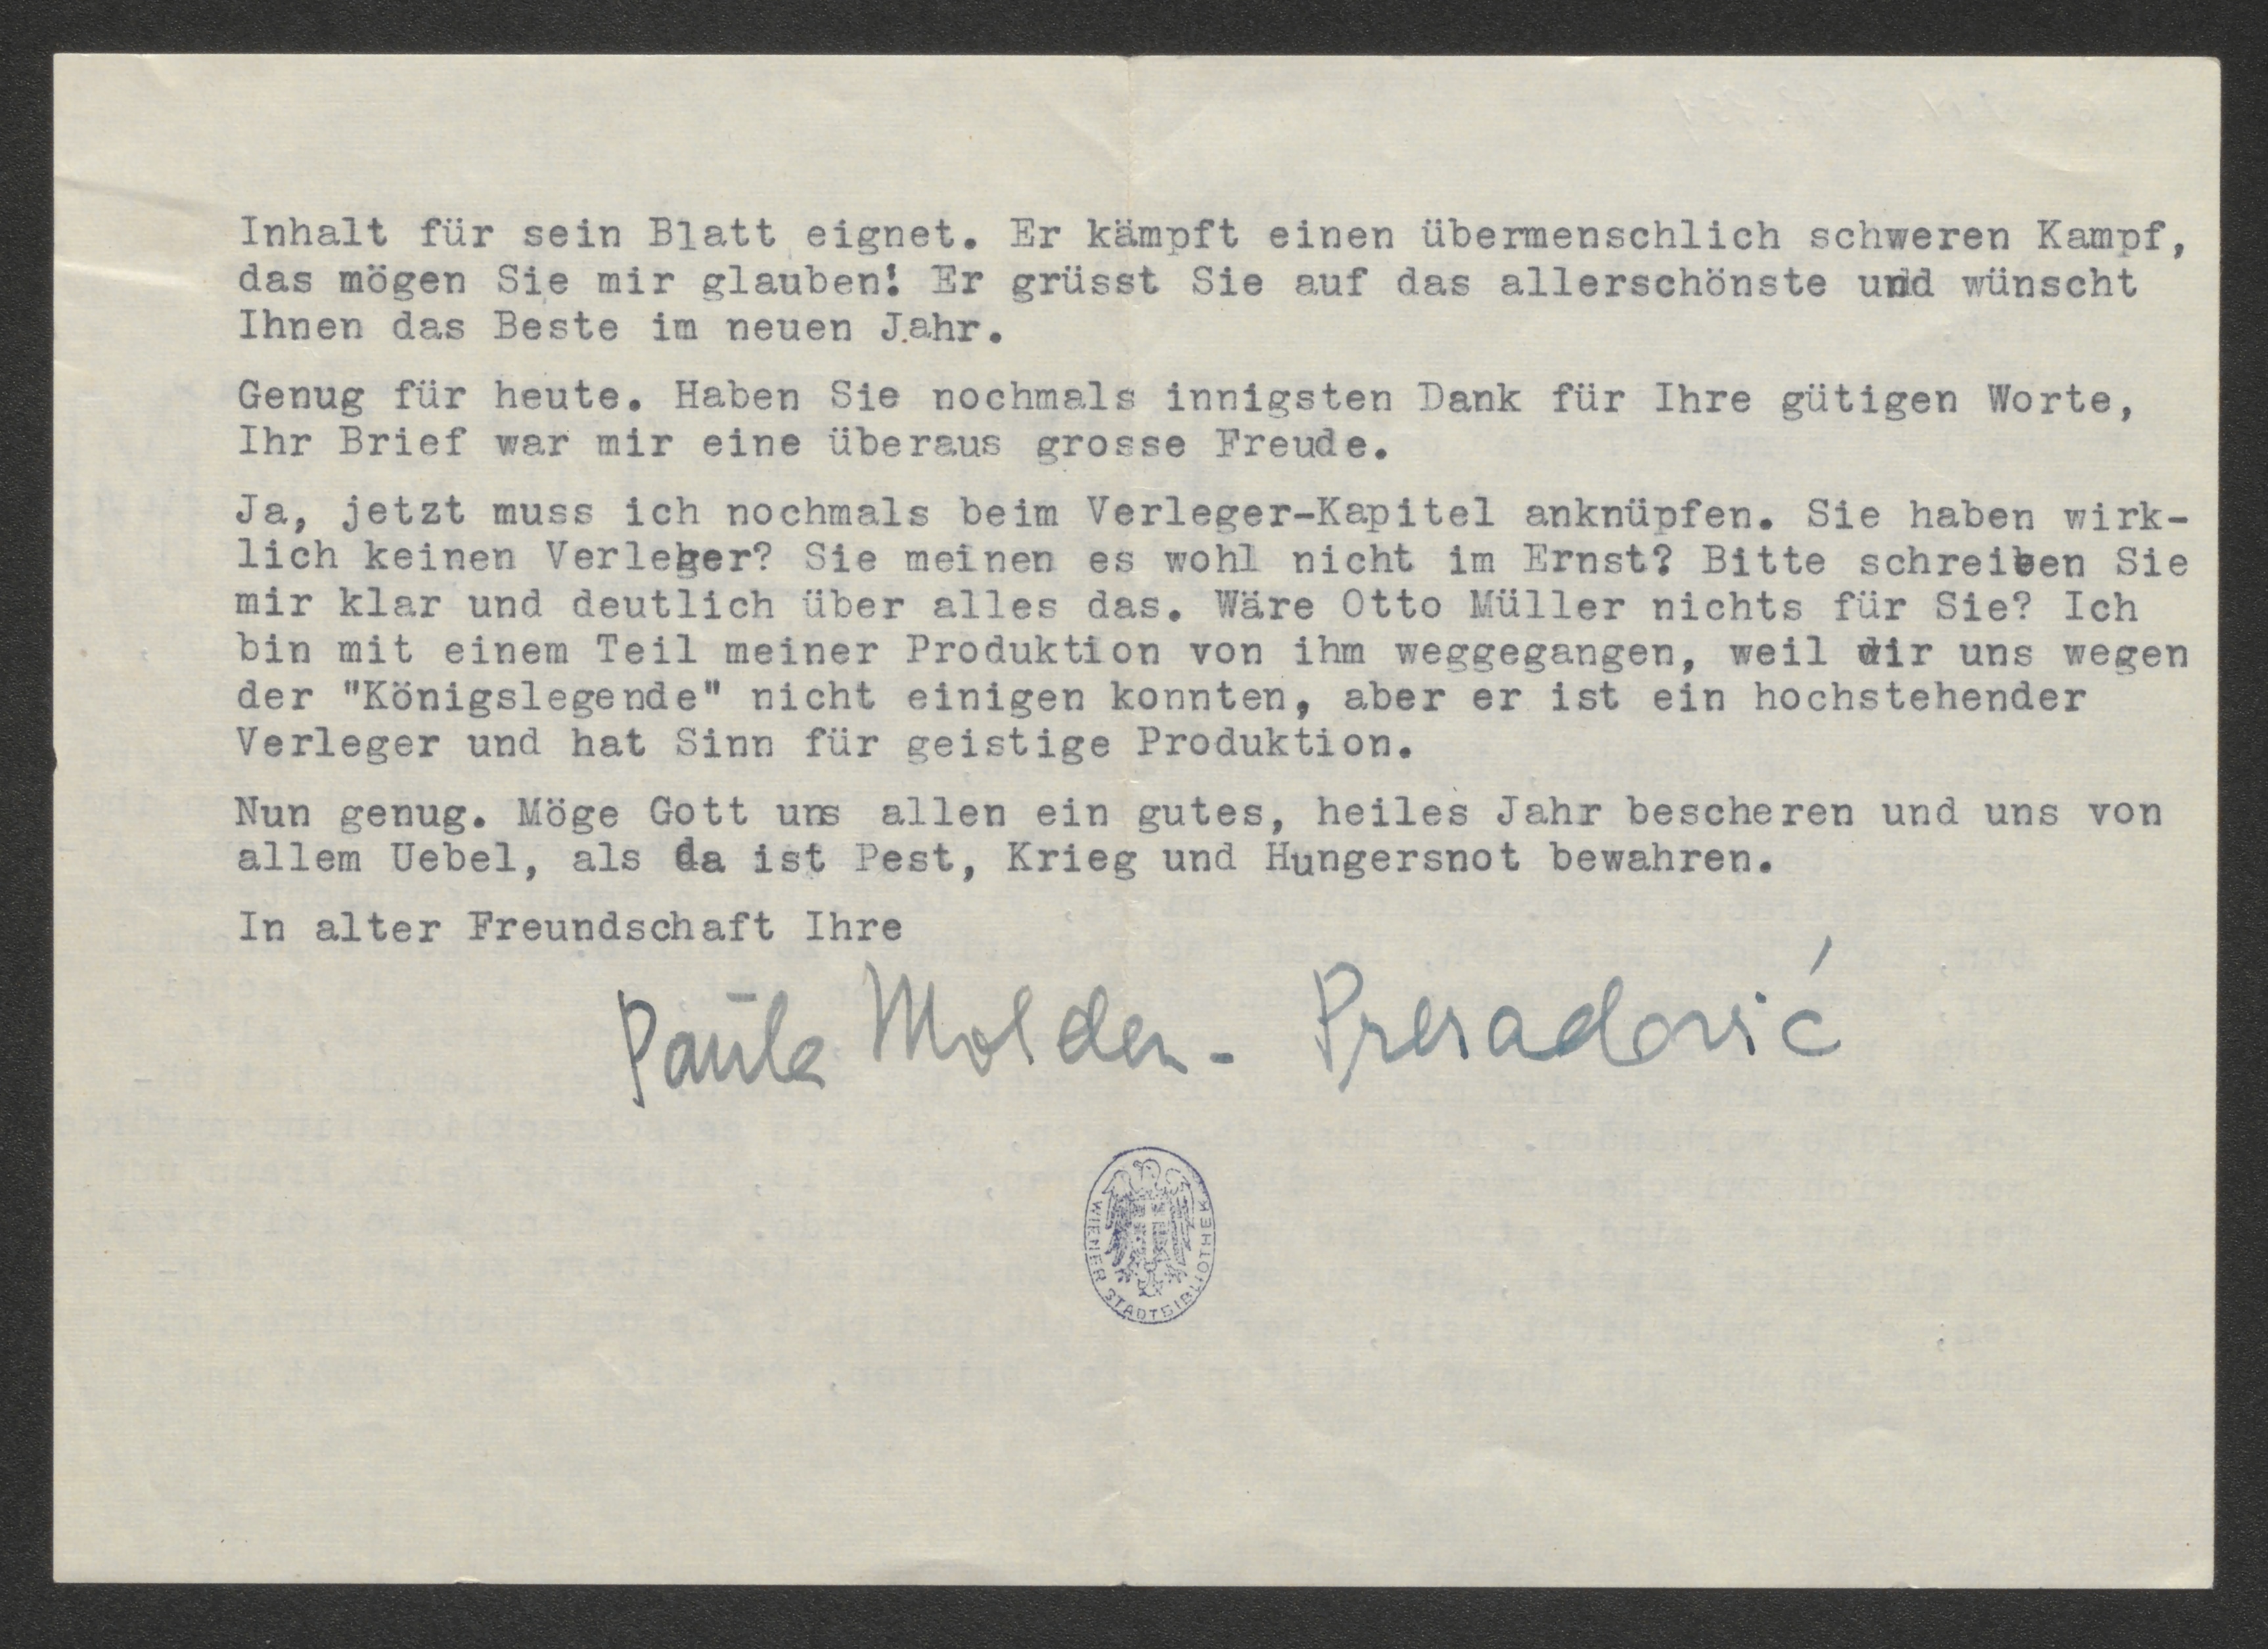 Inhalt für sein Blatt eignet. Er kämpft einen übermenschlich schweren Kampf,
das mögen Sie mir glauben! Er grüsst Sie auf das allerschönste und wünscht
Ihnen das Beste im neuen Jahr.
Genug für heute. Haben Sie nochmals innigsten Dank für Ihre gütigen Worte,
Ihr Brief war mir eine überaus grosse Freude.
Ja, jetzt muss ich nochmals beim Verleger-Kapitel anknüpfen. Sie haben wirk-
lich keinen Verleger? Sie meinen es wohl nicht im Ernst? Bitte schreiben Sie
mir klar und deutlich über alles das. Wäre Otto Müller nichts für Sie? Ich
bin mit einem Teil meiner Produktion von ihm weggegangen, weil wir uns wegen
der "Königslegende" nicht einigen konnten, aber er ist ein hochstehender
Verleger und hat Sinn für geistige Produktion.
Nun genug. Möge Gott uns allen ein gutes, heiles Jahr bescheren und uns von
allem Uebel, als da ist Pest, Krieg und Hungersnot bewahren.
In alter Freundschaft Ihre
Paula Molden-Preradović
WIENER STADTBIBLIOTHEK